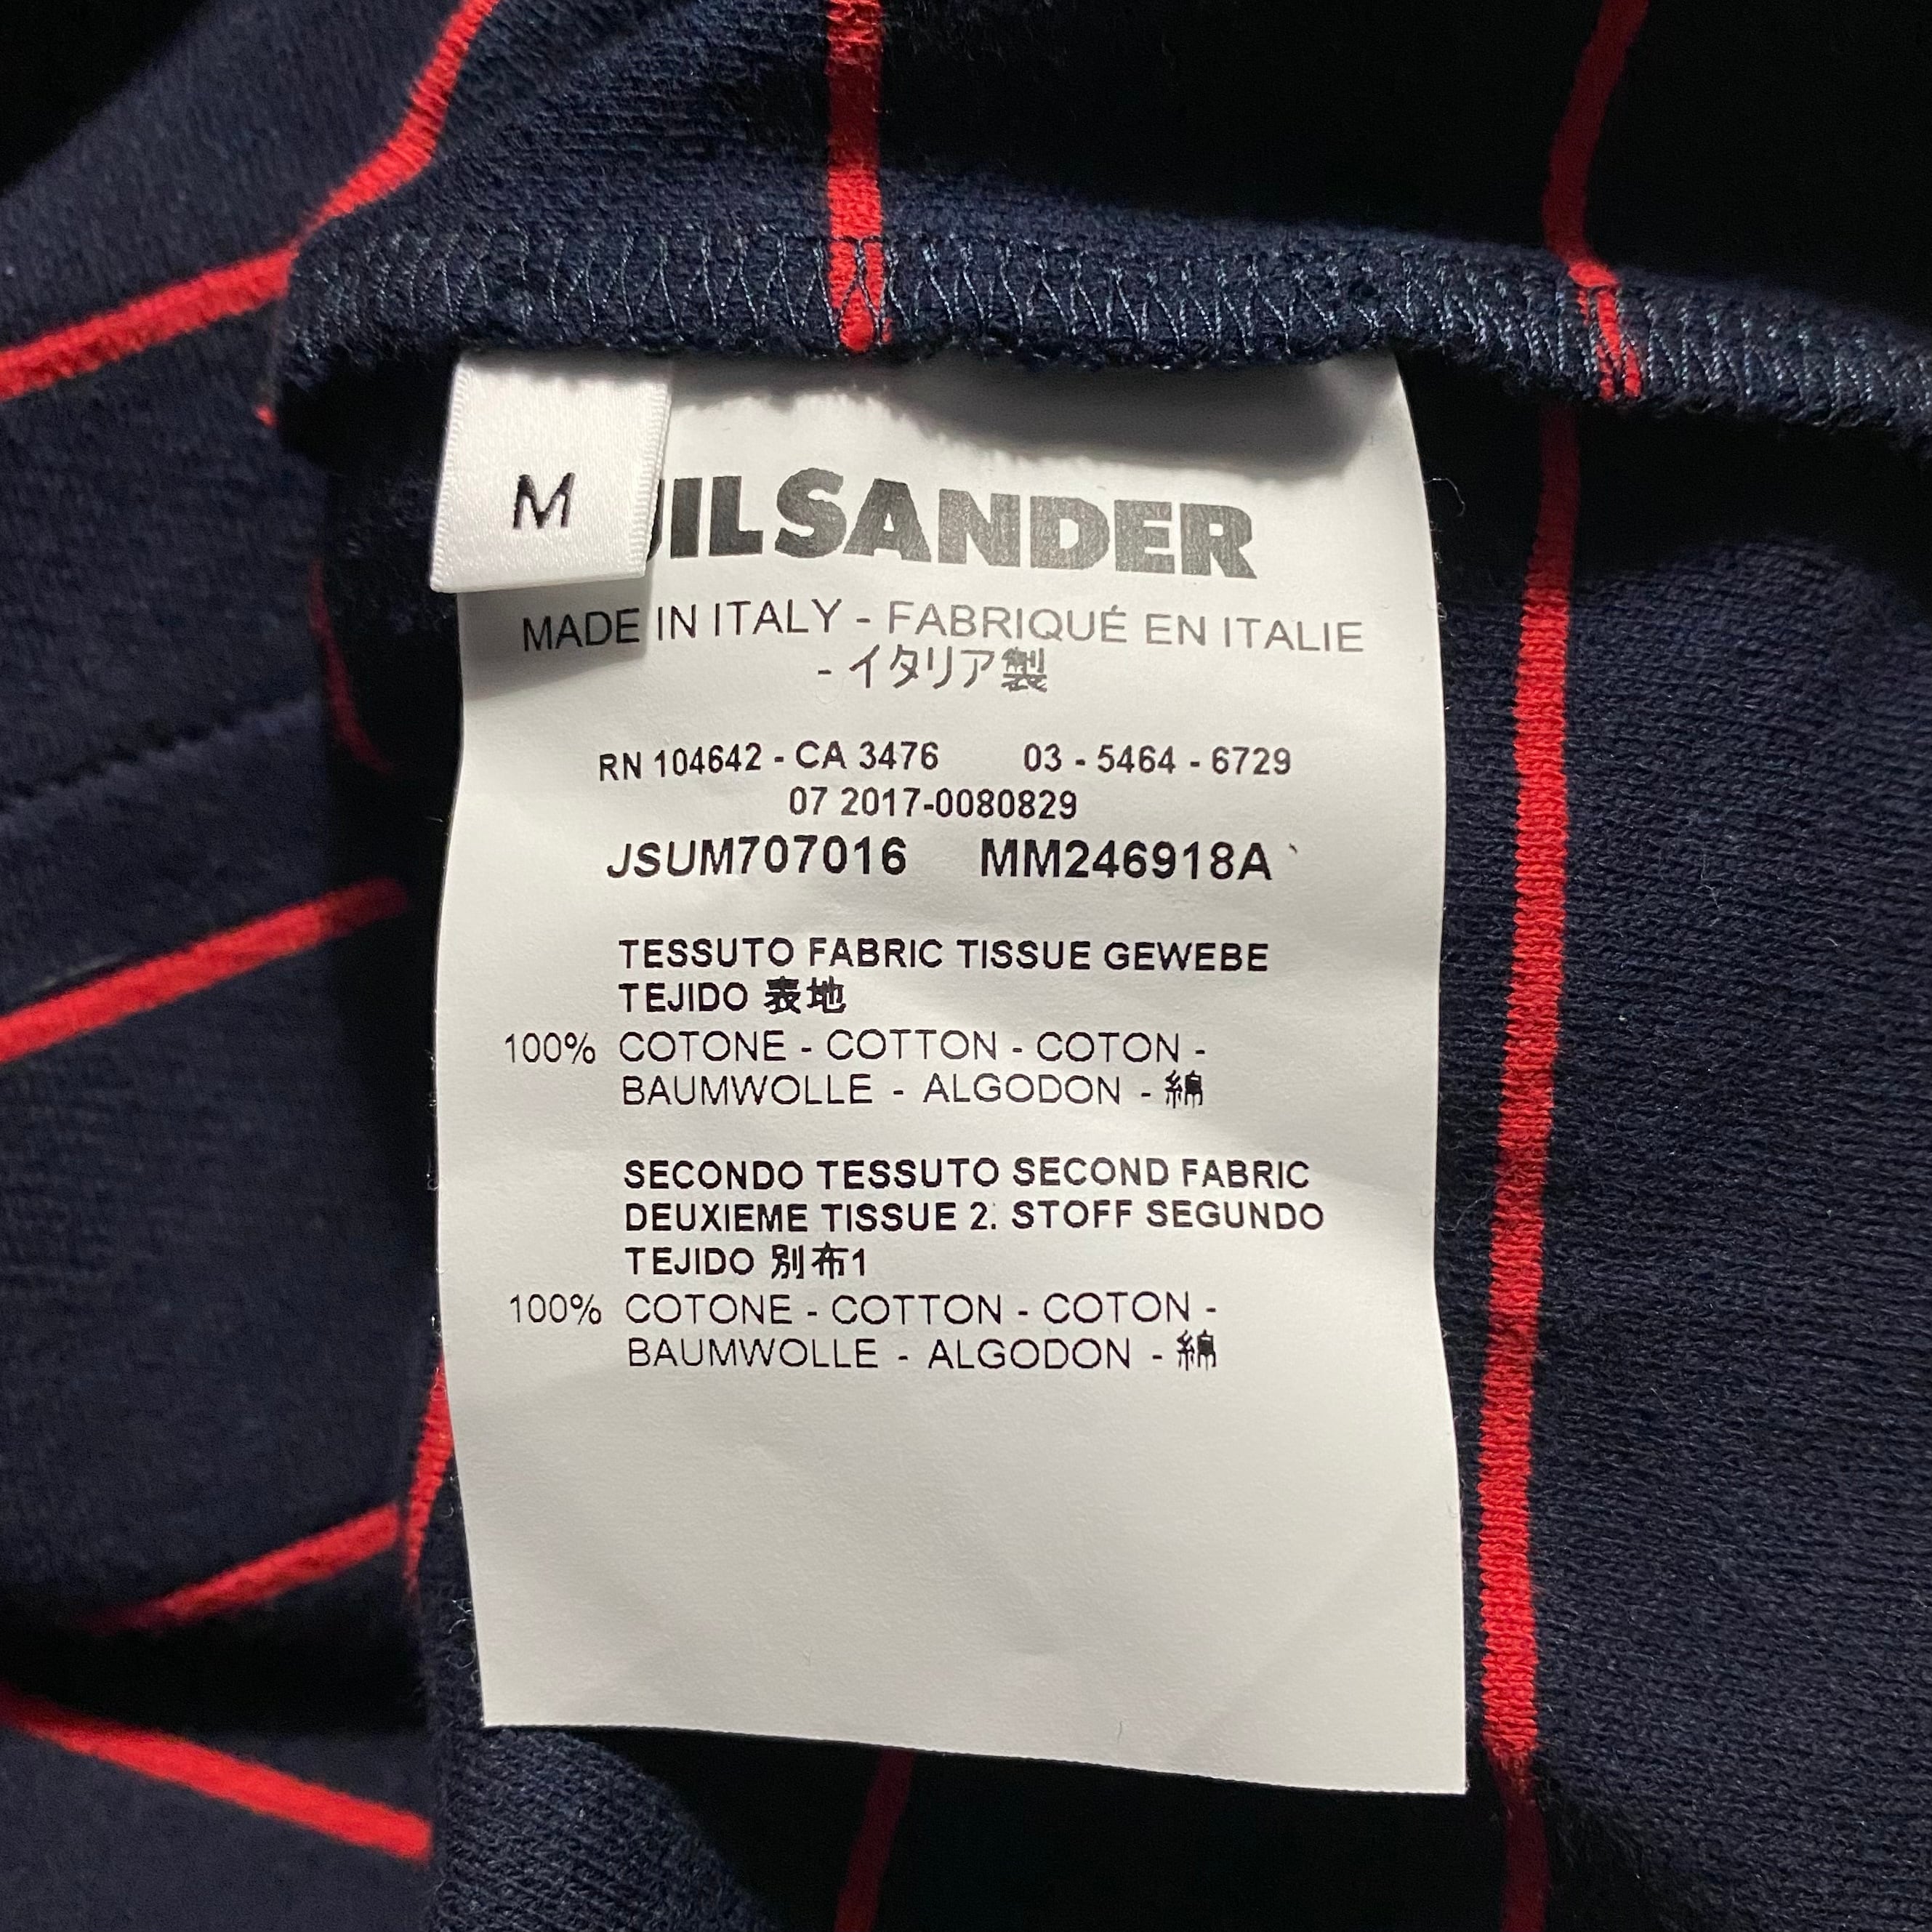 M
JIL SANDER
MADE IN ITALY - FABRIQUÉ EN ITALIE
- イタリア製
RN 104642 - CA 3476 03 - 5464 - 6729
07 2017-0080829
JSUM707016 MM246918A
TESSUTO FABRIC TISSUE GEWEBE
TEJIDO 表地
100% COTONE - COTTON - COTON -
BAUMWOLLE - ALGODON - 綿
SECONDO TESSUTO SECOND FABRIC
DEUXIEME TISSUE 2. STOFF SEGUNDO
TEJIDO 別布1
100% COTONE - COTTON - COTON -
BAUMWOLLE - ALGODON - 綿